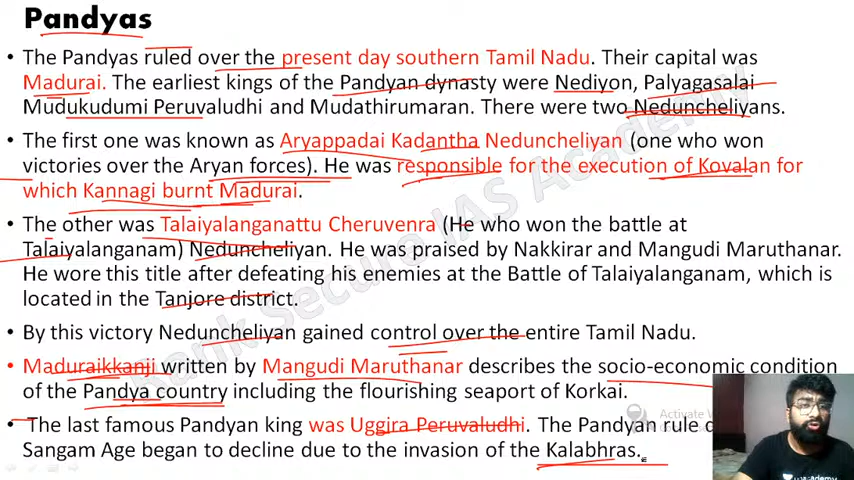 Pandyas
• The Pandyas ruled over the present day southern Tamil Nadu. Their capital was
Madurai. The earliest kings of the Pandyan dynasty were Nediyon, Palyagasalai
Mudukudumi Peruvaludhi and Mudathirumaran. There were two Neduncheliyans.
• The first one was known as Aryappadai Kadantha Neduncheliyan (one who won
victories over the Aryan forces). He was responsible for the execution of Kovalan for
which Kannagi burnt Madurai.
• The other was Talaiyalanganattu Cheruvenra (He who won the battle at
Talaiyalanganam) Neduncheliyan. He was praised by Nakkirar and Mangudi Maruthanar.
He wore this title after defeating his enemies at the Battle of Talaiyalanganam, which is
located in the Tanjore district.
• By this victory Neduncheliyan gained control over the entire Tamil Nadu.
• Maduraikkanji written by Mangudi Maruthanar describes the socio-economic condition
of the Pandya country including the flourishing seaport of Korkai.
• The last famous Pandyan king was Uggira Peruvaludhi. The Pandyan rule
Sangam Age began to decline due to the invasion of the Kalabhras.
Rank Secure IAS Academy
Activate